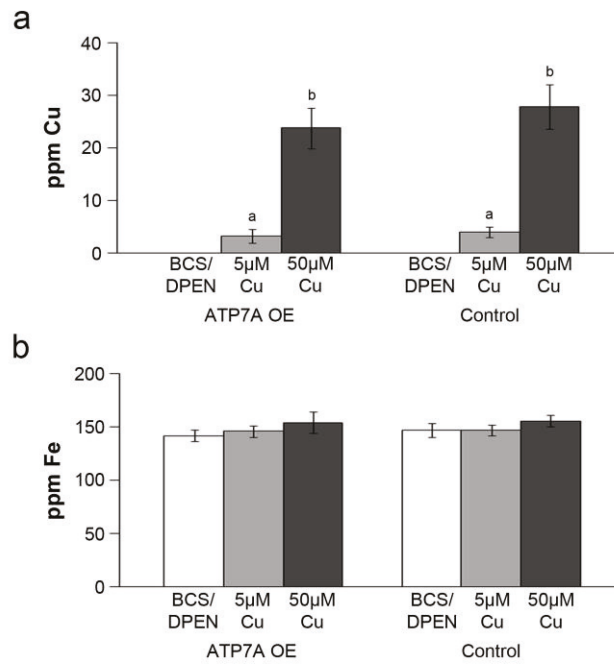 a
ppm Cu
40
30
20
10
0
a
b
a
b
BCS/ 5µM 50µM BCS/ 5µM 50µM
DPEN Cu Cu DPEN Cu Cu
ATP7A OE Control
b
ppm Fe
200
150
100
50
0
BCS/ 5µM 50µM BCS/ 5µM 50µM
DPEN Cu Cu DPEN Cu Cu
ATP7A OE Control